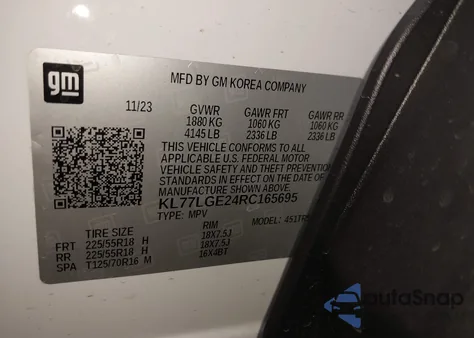 gm
MFD BY GM KOREA COMPANY
11/23 GVWR GAWR FRT GAWR RR
1880 KG 1060 KG 1060 KG
4145 LB 2336 LB 2336 LB
THIS VEHICLE CONFORMS TO ALL
APPLICABLE U.S. FEDERAL MOTOR
VEHICLE SAFETY AND THEFT
STANDARDS IN EFFECT ON THE DATE OF
MANUFACTURE SHOWN ABOVE.
KL77LGE24RC165695
TYPE: MPV MODEL:
TIRE SIZE RIM
FRT 225/55R18 H 18X7.5J
RR 225/55R18 H 18X7.5J
SPA T125/70R16 M 16X4BT
autoSnap